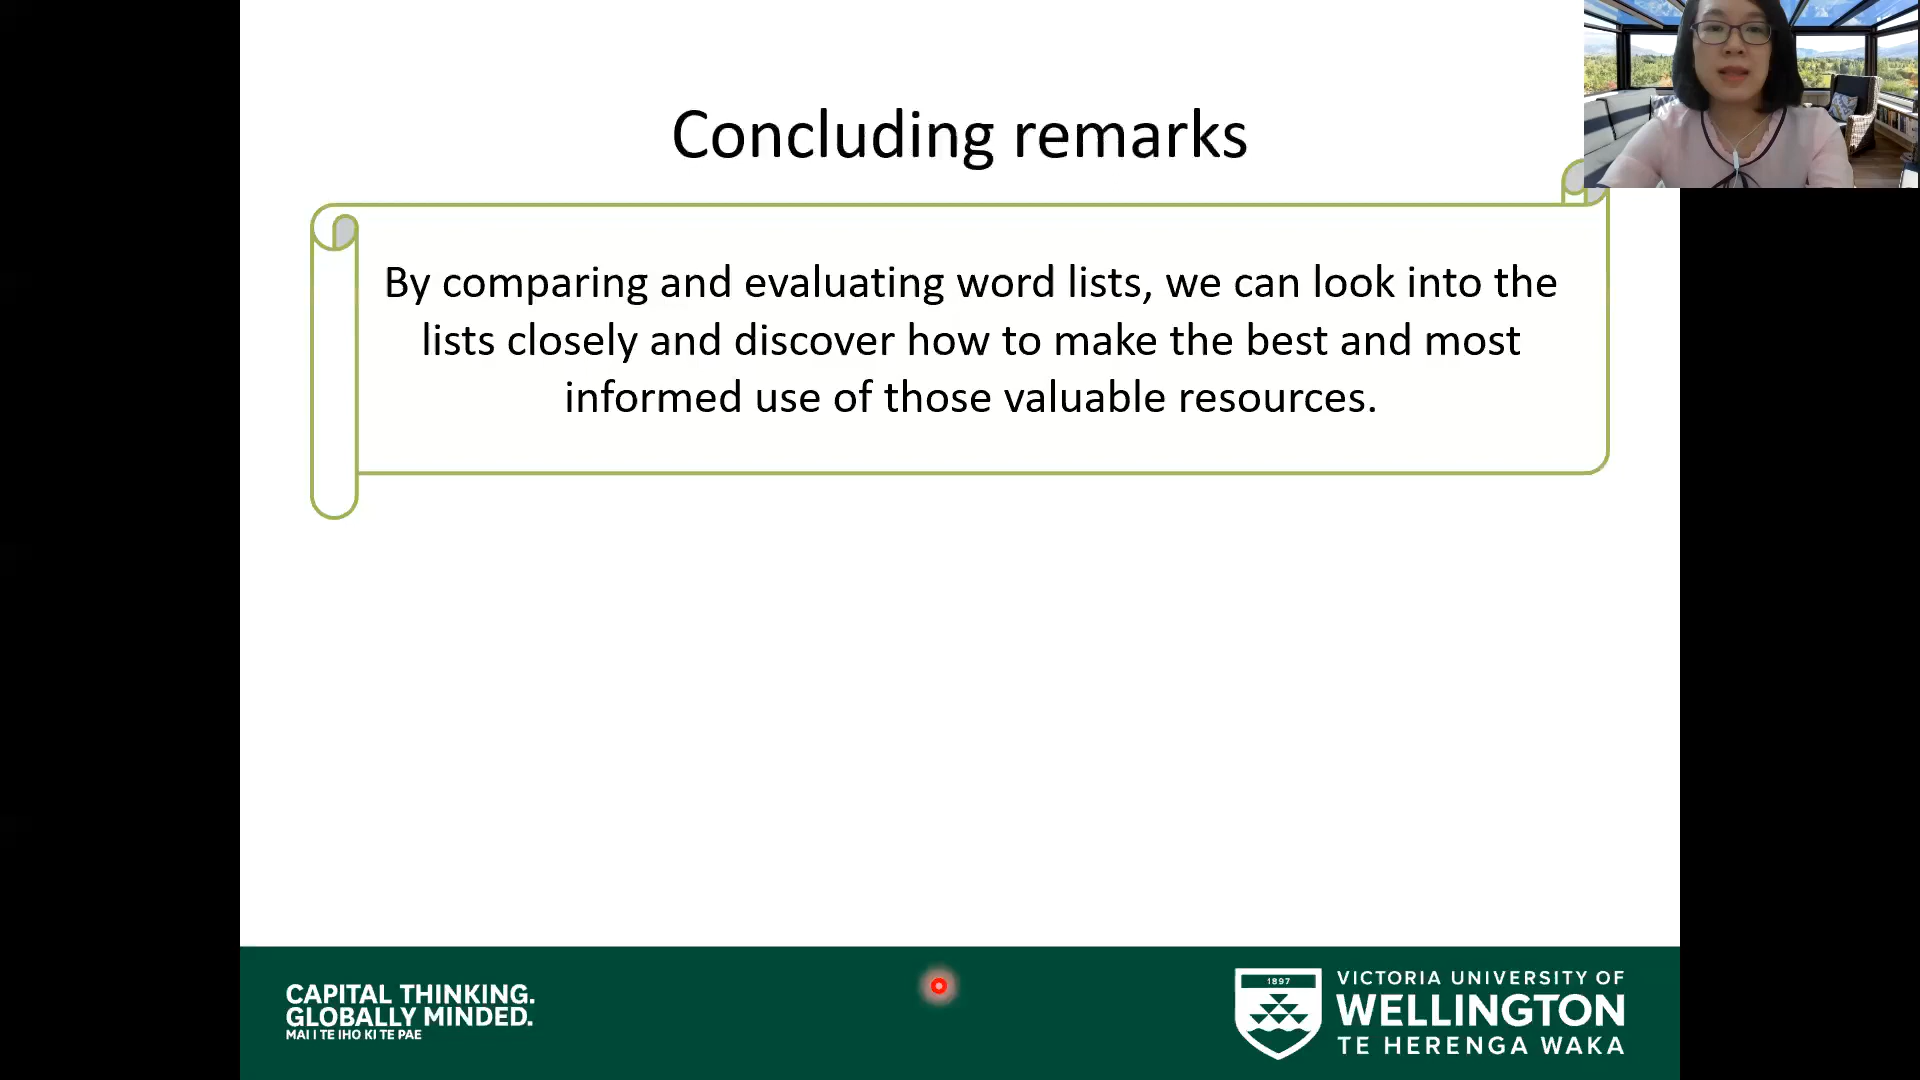 Concluding remarks
By comparing and evaluating word lists, we can look into the
lists closely and discover how to make the best and most
informed use of those valuable resources.
CAPITAL THINKING.
GLOBALLY MINDED.
MAI I TE IHO KI TE PAE
1897
VICTORIA UNIVERSITY OF
WELLINGTON
TE HERENGA WAKA